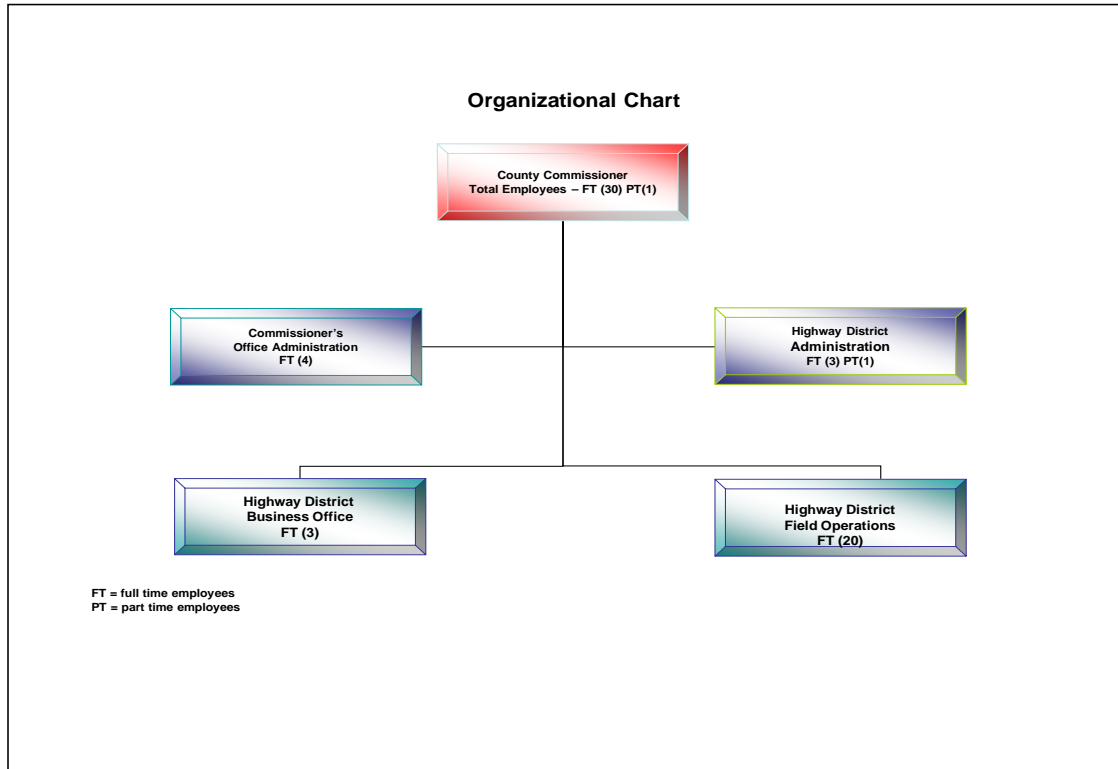 Organizational Chart
County Commissioner
Total Employees – FT (30) PT(1)
Commissioner's
Office Administration
FT (4)
Highway District
Administration
FT (3) PT(1)
Highway District
Business Office
FT (3)
Highway District
Field Operations
FT (20)
FT = full time employees
PT = part time employees